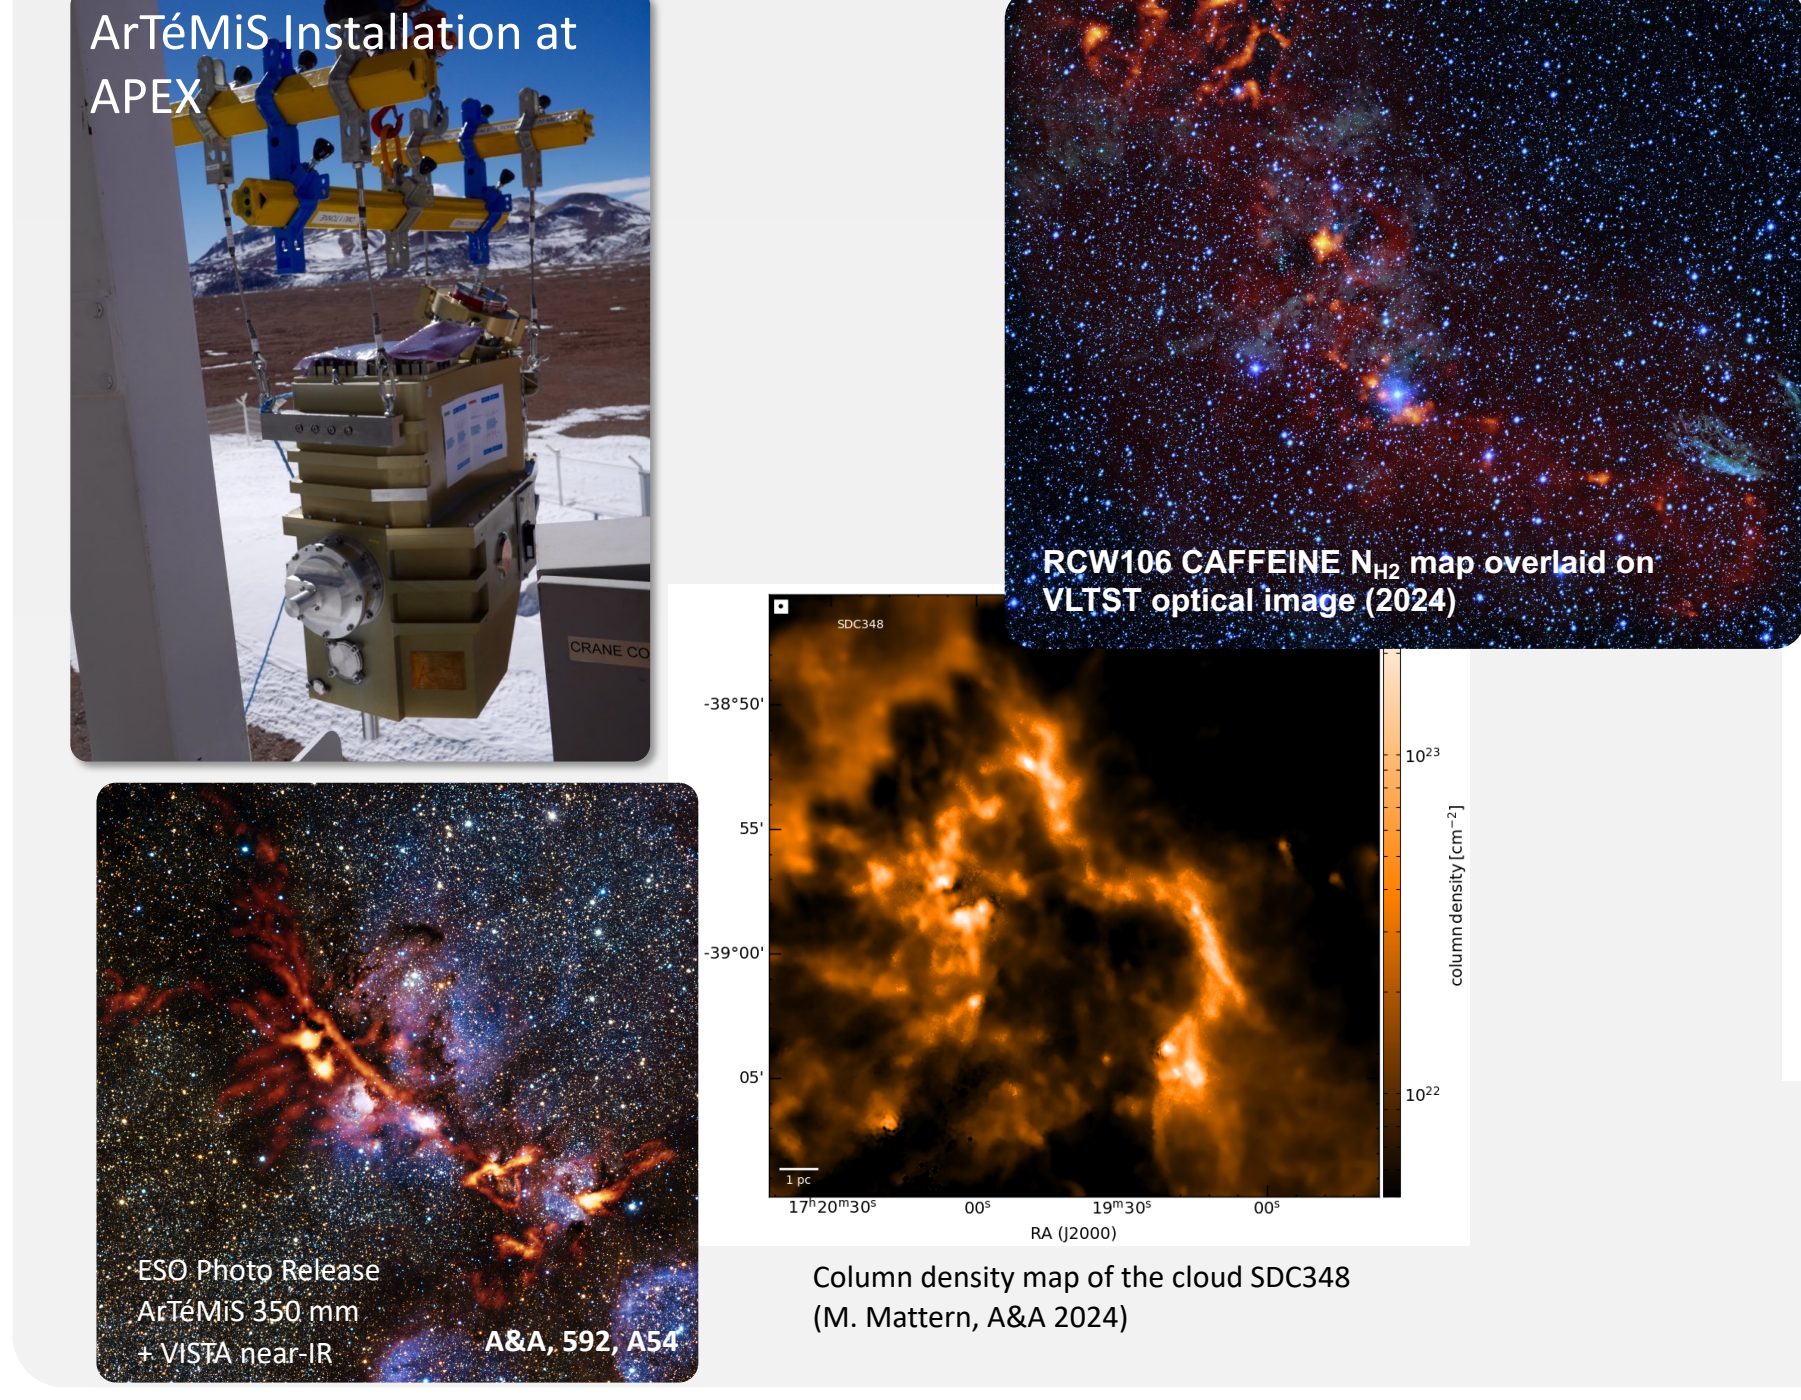 ArTéMiS Installation at
APEX
CRANE CO
RCW106 CAFFEINE N_H2 map overlaid on
VLTST optical image (2024)
SDC348
-38°50'
55'
-39°00'
05'
1 pc
17ʰ20ᵐ30ˢ 00ˢ 19ᵐ30ˢ 00ˢ
RA (J2000)
10²³
10²²
column density [cm⁻²]
Column density map of the cloud SDC348
(M. Mattern, A&A 2024)
ESO Photo Release
ArTéMiS 350 mm
+ VISTA near-IR
A&A, 592, A54